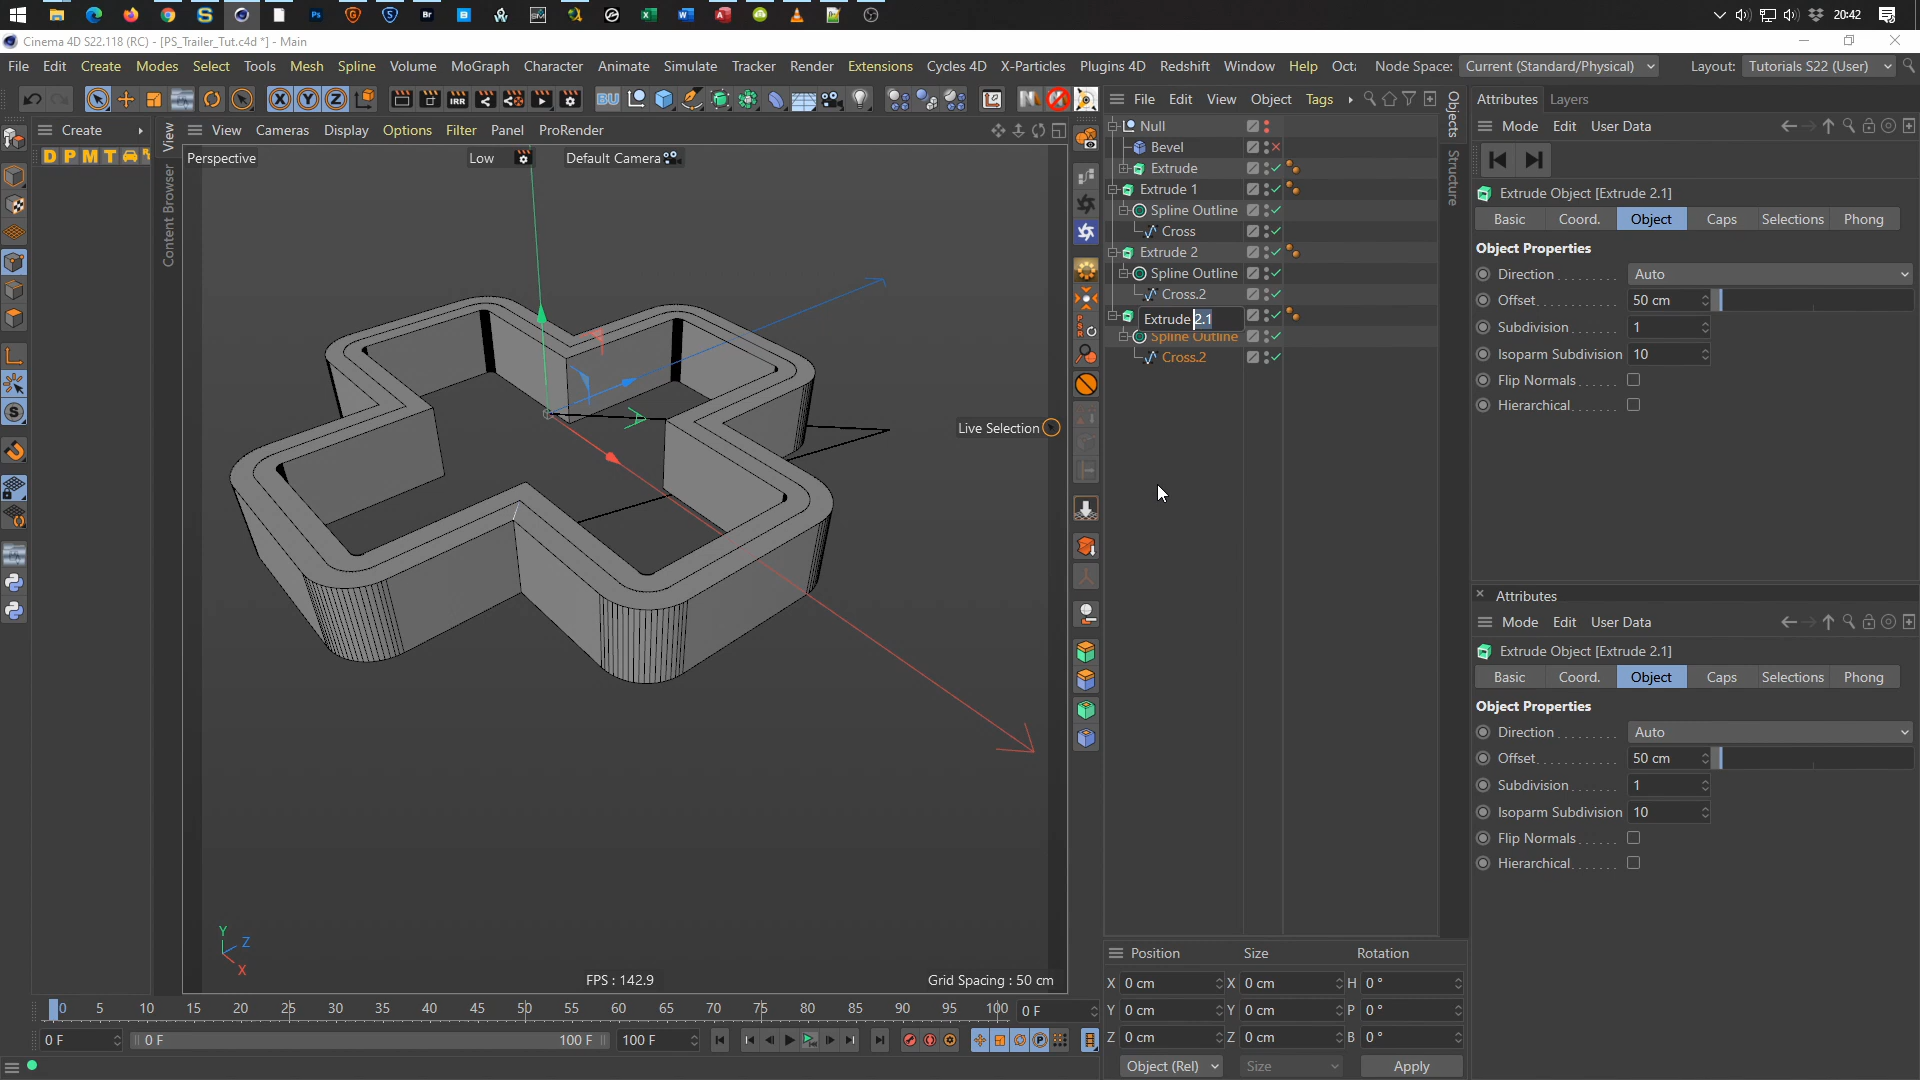 20:42
Cinema 4D S22.118 (RC) - [PS_Trailer_Tut.c4d *] - Main
File Edit Create Modes Select Tools Mesh Spline Volume MoGraph Character Animate Simulate Tracker Render Extensions Cycles 4D X-Particles Plugins 4D Redshift Window Help Octa Node Space: Current (Standard/Physical) Layout: Tutorials S22 (User)
File Edit View Object Tags
Attributes Layers
Create
View Cameras Display Options Filter Panel ProRender
Mode Edit User Data
D P M T
Perspective
Low
Default Camera
View
Content Browser
Objects
Structure
Null
Bevel
Extrude
Extrude 1
Spline Outline
Cross
Extrude 2
Spline Outline
Cross.2
Extrude 2.1
Spline Outline
Cross.2
Live Selection
Extrude Object [Extrude 2.1]
Basic Coord. Object Caps Selections Phong
Object Properties
Direction Auto
Offset 50 cm
Subdivision 1
Isoparm Subdivision 10
Flip Normals
Hierarchical
Attributes
Mode Edit User Data
Extrude Object [Extrude 2.1]
Basic Coord. Object Caps Selections Phong
Object Properties
Direction Auto
Offset 50 cm
Subdivision 1
Isoparm Subdivision 10
Flip Normals
Hierarchical
Y
Z
X
FPS : 142.9
Grid Spacing : 50 cm
0 5 10 15 20 25 30 35 40 45 50 55 60 65 70 75 80 85 90 95 100 0 F
0 F 0 F 100 F 100 F
Position Size Rotation
X 0 cm X 0 cm H 0 °
Y 0 cm Y 0 cm P 0 °
Z 0 cm Z 0 cm B 0 °
Object (Rel) Size Apply